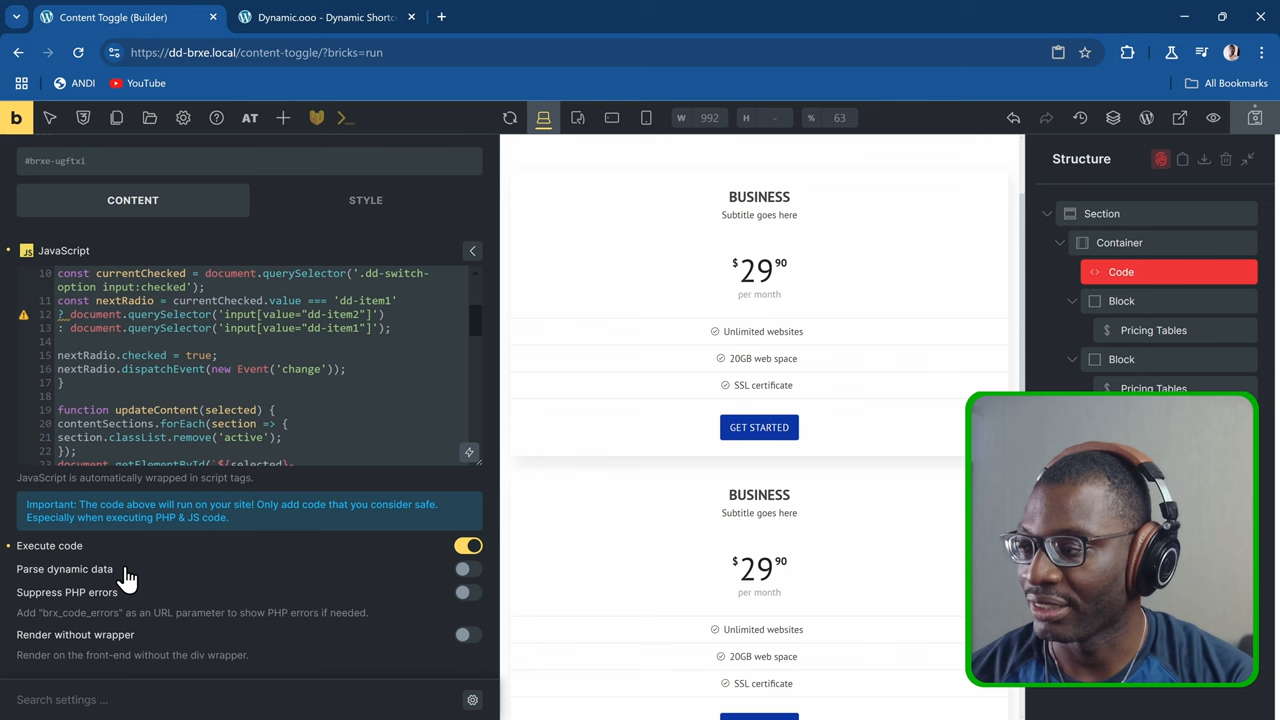 Content Toggle (Builder)
Dynamic.ooo - Dynamic Shortc
https://dd-brxe.local/content-toggle/?bricks=run
ANDI
YouTube
All Bookmarks
b
AT
W 992
H -
% 63
#brxe-ugftxi
CONTENT
STYLE
JS JavaScript
10 const currentChecked = document.querySelector('.dd-switch-
option input:checked');
11 const nextRadio = currentChecked.value === 'dd-item1'
12 ? document.querySelector('input[value="dd-item2"]')
13 : document.querySelector('input[value="dd-item1"]');
14
15 nextRadio.checked = true;
16 nextRadio.dispatchEvent(new Event('change'));
17 }
18
19 function updateContent(selected) {
20 contentSections.forEach(section => {
21 section.classList.remove('active');
22 });
23 document.getElementById(`${selected}-
JavaScript is automatically wrapped in script tags.
Important: The code above will run on your site! Only add code that you consider safe.
Especially when executing PHP & JS code.
Execute code
Parse dynamic data
Suppress PHP errors
Add "brx_code_errors" as an URL parameter to show PHP errors if needed.
Render without wrapper
Render on the front-end without the div wrapper.
Search settings ...
BUSINESS
Subtitle goes here
$ 29 90
per month
Unlimited websites
20GB web space
SSL certificate
GET STARTED
BUSINESS
Subtitle goes here
$ 29 90
per month
Unlimited websites
20GB web space
SSL certificate
Structure
Section
Container
Code
Block
Pricing Tables
Block
Pricing Tables